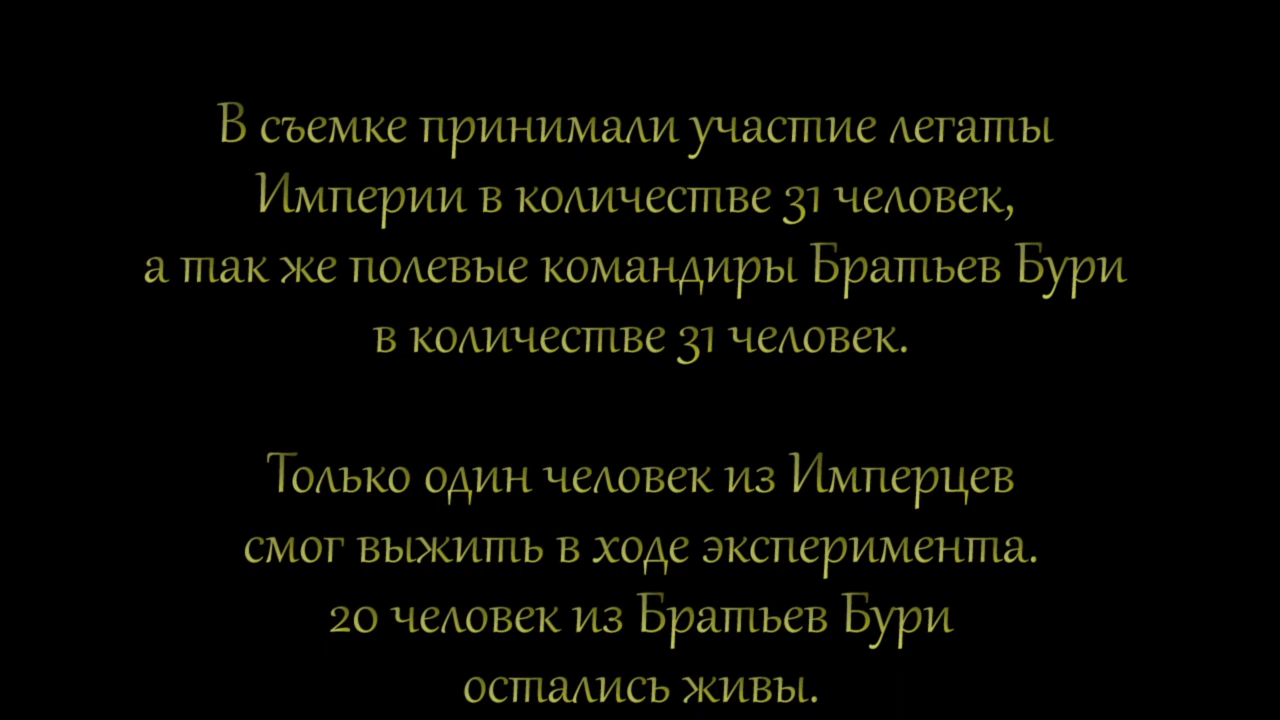 В съемке принимали участие легаты
Империи в количестве 31 человек,
а так же полевые командиры Братьев Бури
в количестве 31 человек.
Только один человек из Имперцев
смог выжить в ходе эксперимента.
20 человек из Братьев Бури
остались живы.